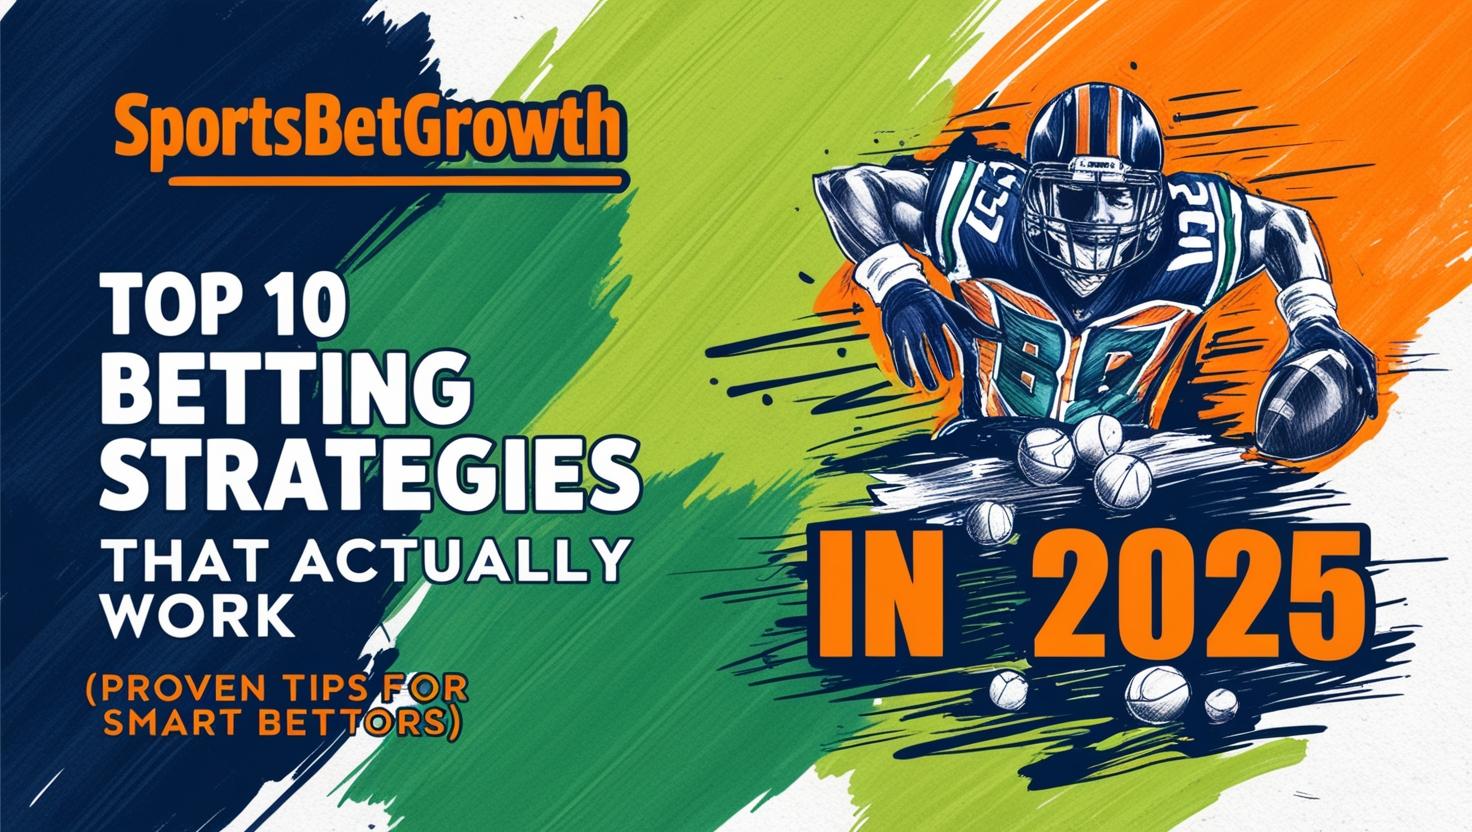 SportsBetGrowth
TOP 10
BETTING
STRATEGIES
THAT ACTUALLY
WORK
(PROVEN TIPS FOR
SMART BETTORS)
IN 2025